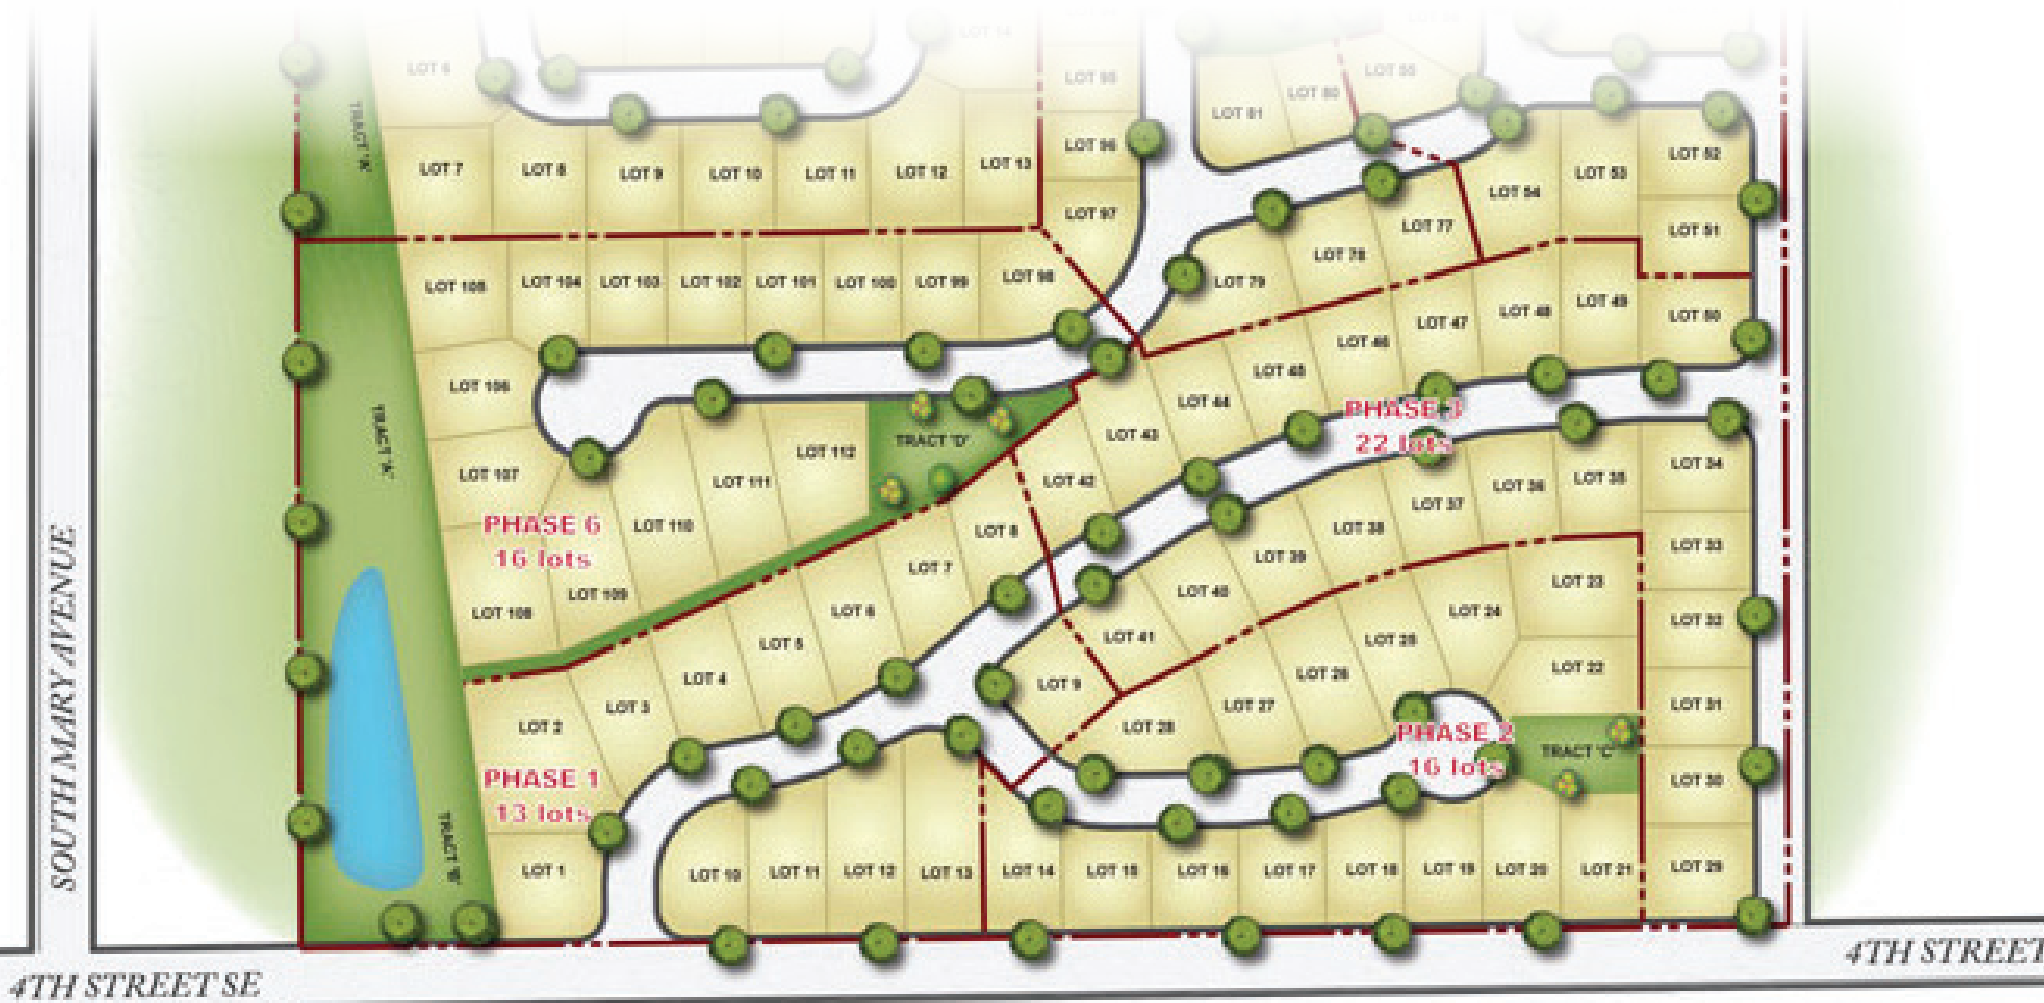 LOT 14
LOT 6
LOT 95
LOT 55
LOT 80
LOT 81
TRACT 'A'
LOT 7
LOT 8
LOT 9
LOT 10
LOT 11
LOT 12
LOT 13
LOT 96
LOT 97
LOT 54
LOT 53
LOT 52
LOT 51
LOT 77
LOT 78
LOT 79
LOT 105
LOT 104
LOT 103
LOT 102
LOT 101
LOT 100
LOT 99
LOT 98
LOT 46
LOT 47
LOT 48
LOT 49
LOT 50
LOT 106
LOT 107
LOT 108
LOT 109
LOT 110
LOT 111
LOT 112
TRACT 'D'
TRACT 'A'
PHASE 6
16 lots
LOT 42
LOT 43
LOT 44
LOT 45
PHASE 3
22 lots
LOT 34
LOT 35
LOT 36
LOT 37
LOT 38
LOT 39
LOT 40
LOT 41
LOT 33
LOT 32
LOT 31
LOT 30
LOT 29
LOT 23
LOT 24
LOT 25
LOT 26
LOT 27
LOT 28
LOT 22
TRACT 'C'
PHASE 2
16 lots
LOT 8
LOT 7
LOT 6
LOT 5
LOT 4
LOT 3
LOT 2
LOT 9
PHASE 1
13 lots
TRACT 'B'
LOT 1
LOT 10
LOT 11
LOT 12
LOT 13
LOT 14
LOT 15
LOT 16
LOT 17
LOT 18
LOT 19
LOT 20
LOT 21
SOUTH MARY AVENUE
4TH STREET SE
4TH STREET